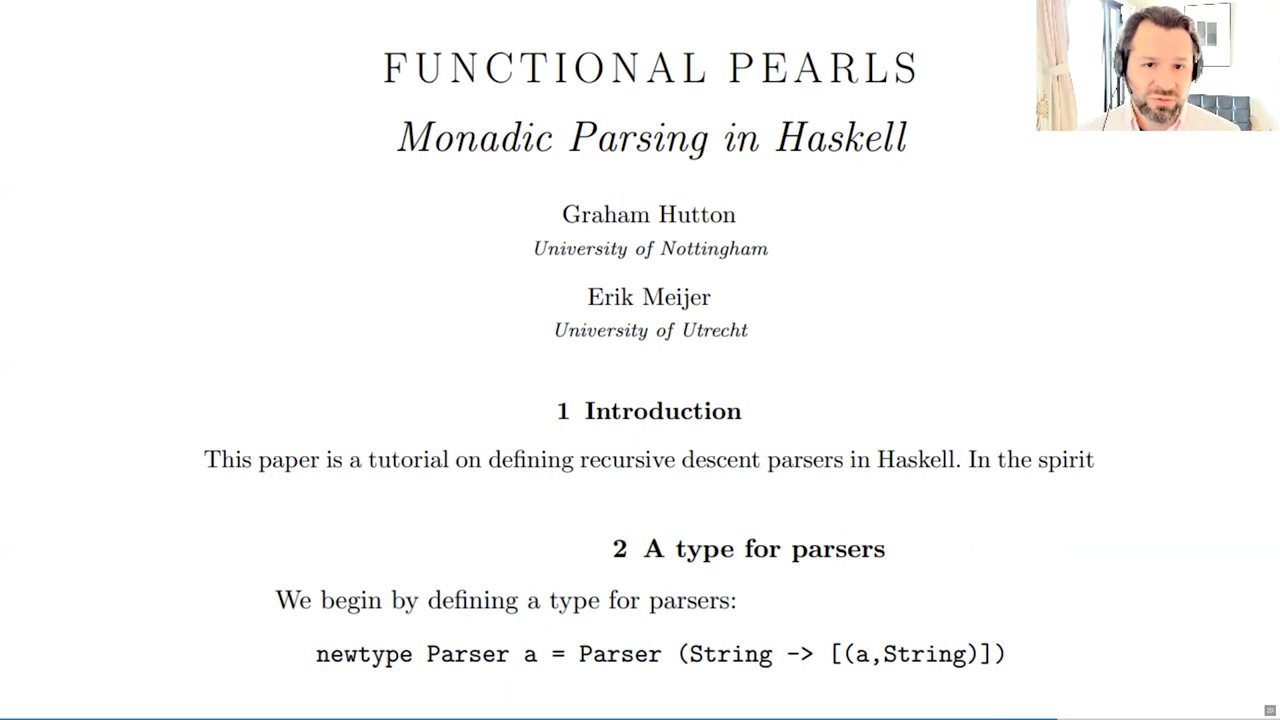 FUNCTIONAL PEARLS
Monadic Parsing in Haskell
Graham Hutton
University of Nottingham
Erik Meijer
University of Utrecht
1 Introduction
This paper is a tutorial on defining recursive descent parsers in Haskell. In the spirit
2 A type for parsers
We begin by defining a type for parsers:
newtype Parser a = Parser (String -> [(a,String)])
20